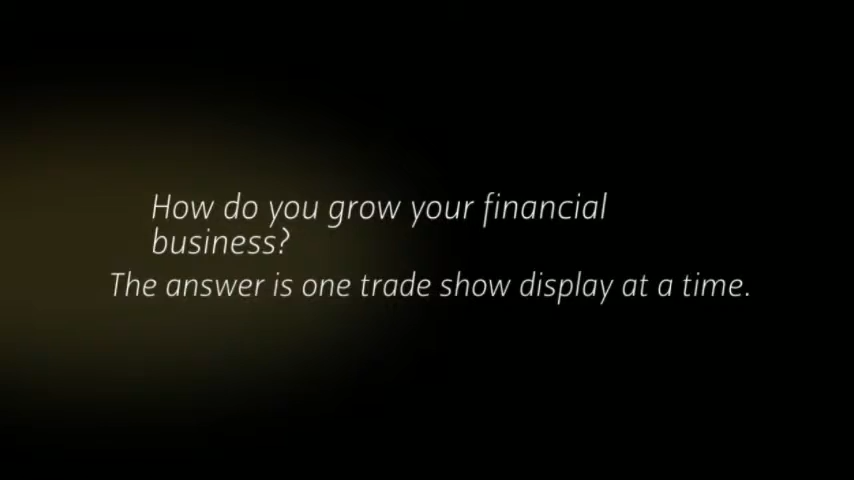 How do you grow your financial
business?
The answer is one trade show display at a time.